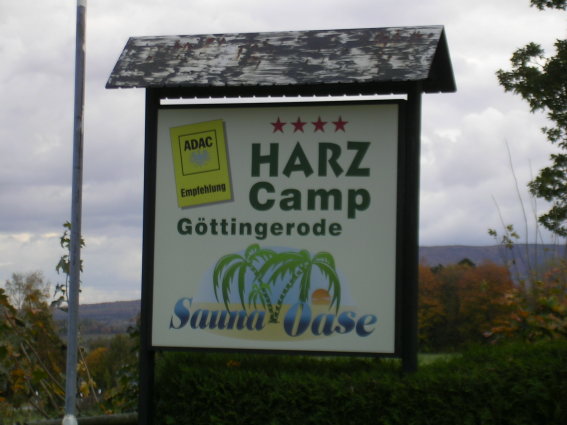 ADAC
Empfehlung
HARZ
Camp
Göttingerode
Sauna Oase